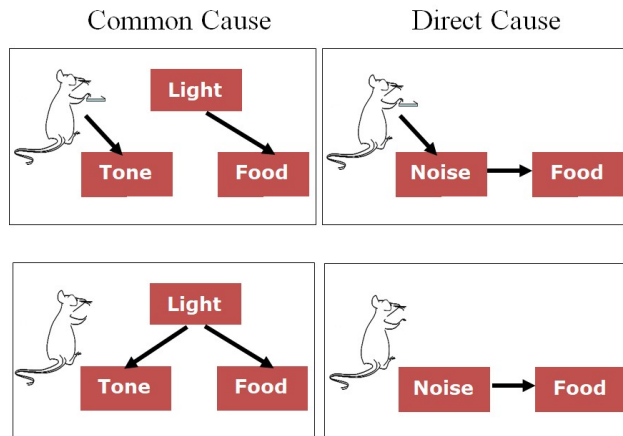 Common Cause
Direct Cause
Light
Tone
Food
Noise
Food
Light
Tone
Food
Noise
Food